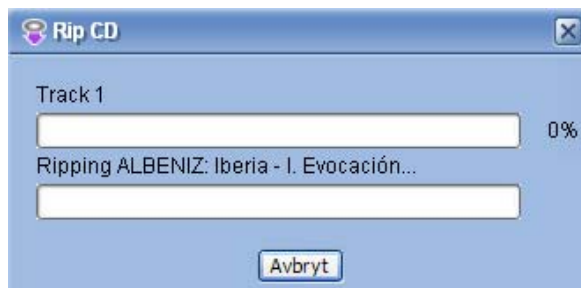 Rip CD
Track 1
0%
Ripping ALBENIZ: Iberia - I. Evocación...
Avbryt